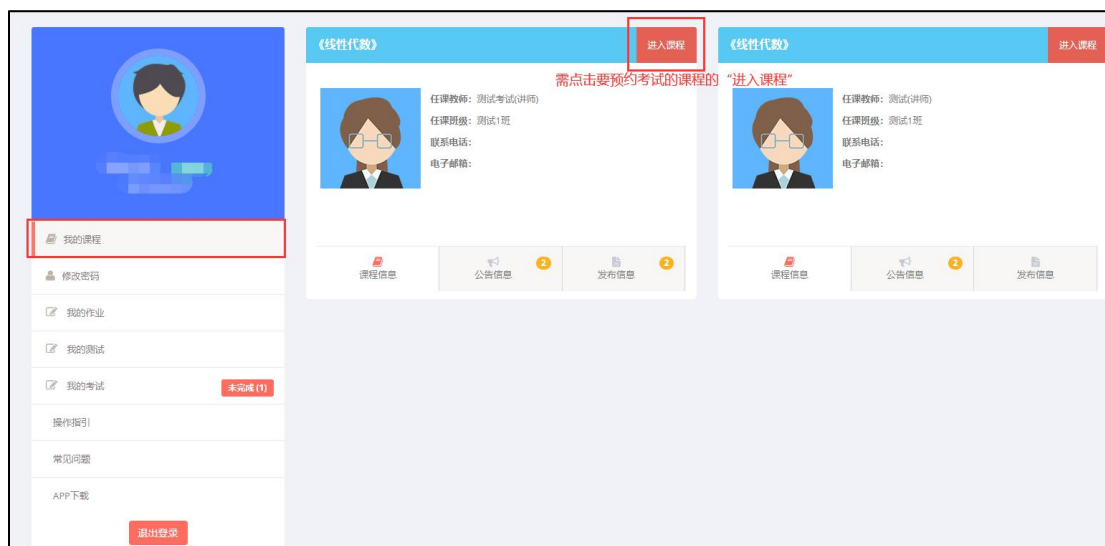 《线性代数》
进入课程
《线性代数》
进入课程
需点击要预约考试的课程的“进入课程”
任课教师：测试考试(讲师)
任课班级：测试1班
联系电话：
电子邮箱：
任课教师：测试(讲师)
任课班级：测试1班
联系电话：
电子邮箱：
课程信息
公告信息
2
发布信息
2
课程信息
公告信息
2
发布信息
我的课程
修改密码
我的作业
我的测试
我的考试
未完成(1)
操作指引
常见问题
APP下载
退出登录